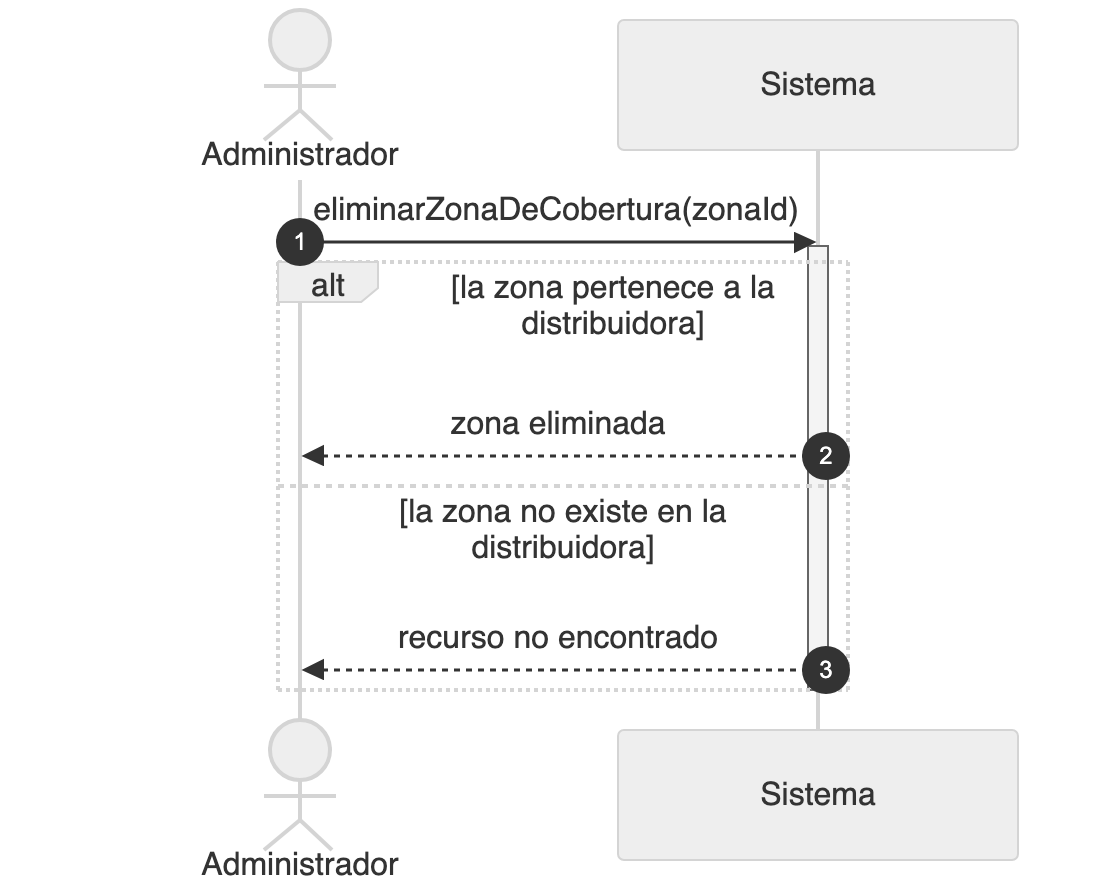 Administrador
Sistema
eliminarZonaDeCobertura(zonaId)
1
alt
[la zona pertenece a la
distribuidora]
zona eliminada
2
[la zona no existe en la
distribuidora]
recurso no encontrado
3
Administrador
Sistema